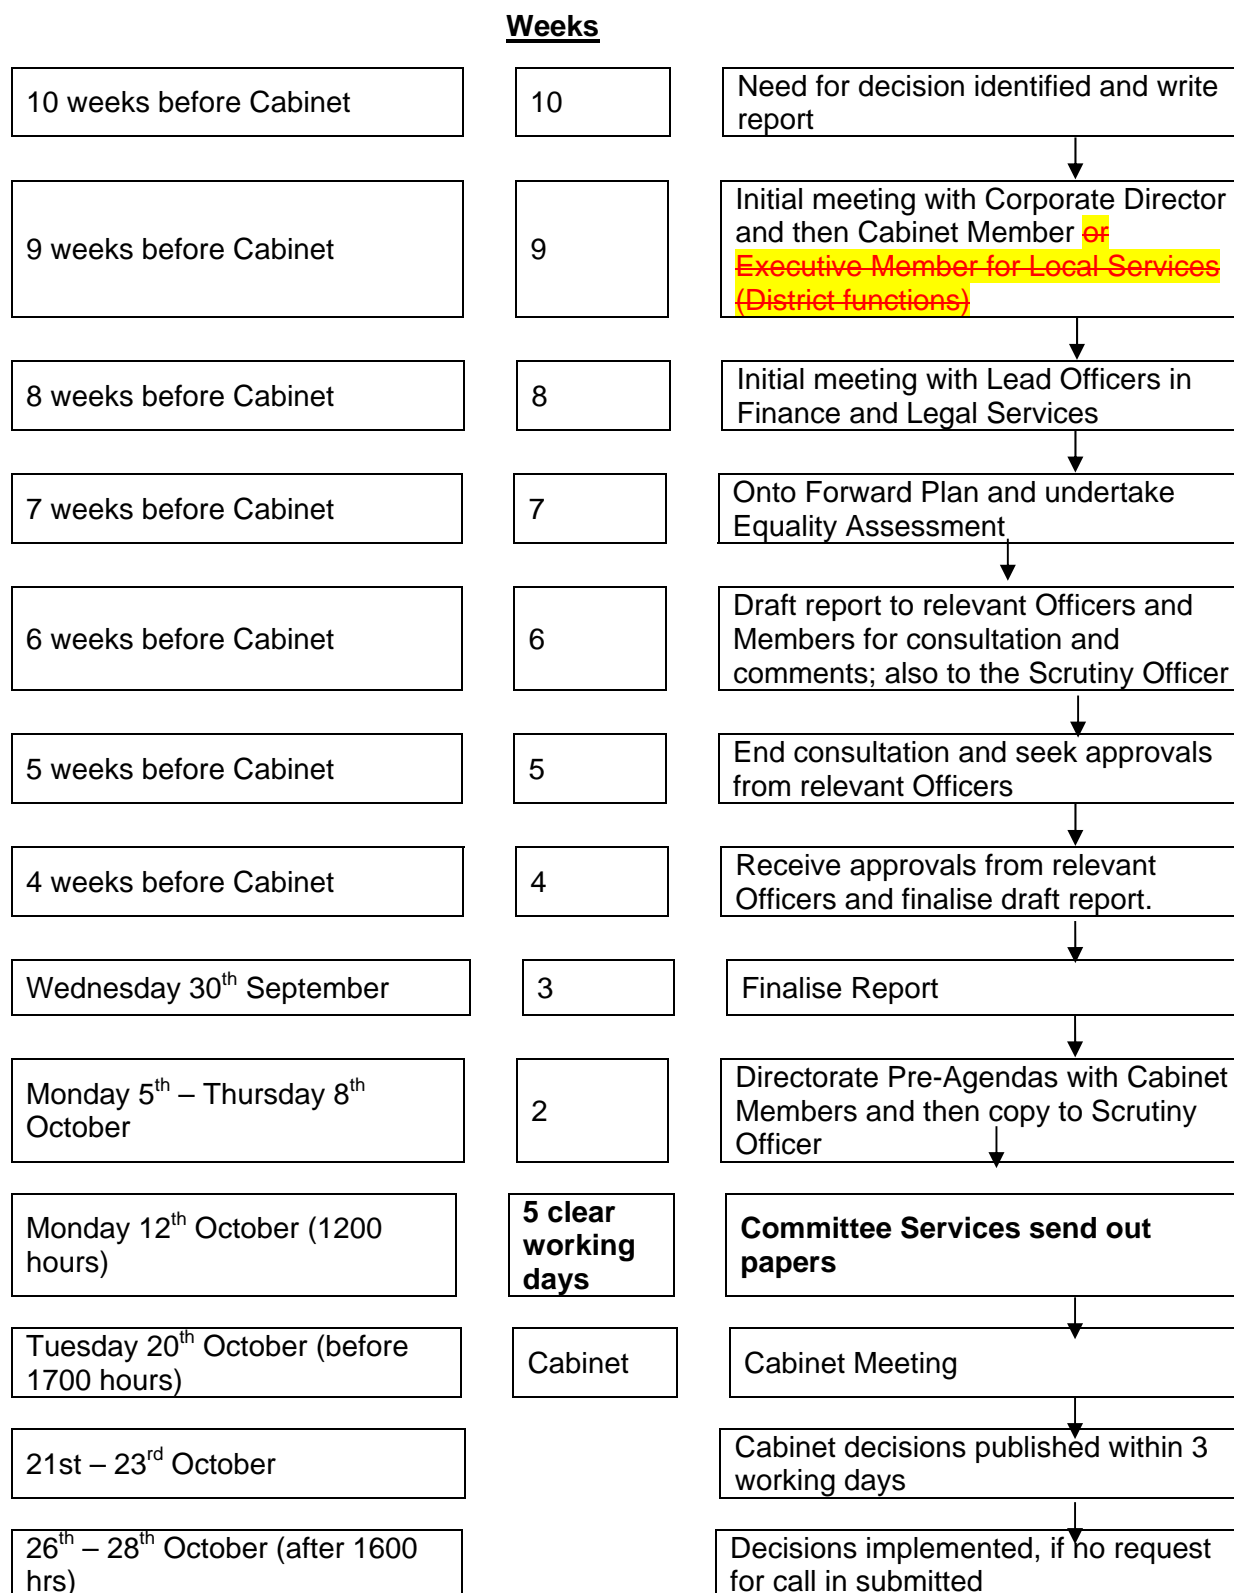 Weeks
10 weeks before Cabinet
10
Need for decision identified and write
report
9 weeks before Cabinet
9
Initial meeting with Corporate Director
and then Cabinet Member or
Executive Member for Local Services
(District functions)
8 weeks before Cabinet
8
Initial meeting with Lead Officers in
Finance and Legal Services
7 weeks before Cabinet
7
Onto Forward Plan and undertake
Equality Assessment
6 weeks before Cabinet
6
Draft report to relevant Officers and
Members for consultation and
comments; also to the Scrutiny Officer
5 weeks before Cabinet
5
End consultation and seek approvals
from relevant Officers
4 weeks before Cabinet
4
Receive approvals from relevant
Officers and finalise draft report.
Wednesday 30th September
3
Finalise Report
Monday 5th – Thursday 8th
October
2
Directorate Pre-Agendas with Cabinet
Members and then copy to Scrutiny
Officer
Monday 12th October (1200
hours)
5 clear
working
days
Committee Services send out
papers
Tuesday 20th October (before
1700 hours)
Cabinet
Cabinet Meeting
21st – 23rd October
Cabinet decisions published within 3
working days
26th – 28th October (after 1600
hrs)
Decisions implemented, if no request
for call in submitted